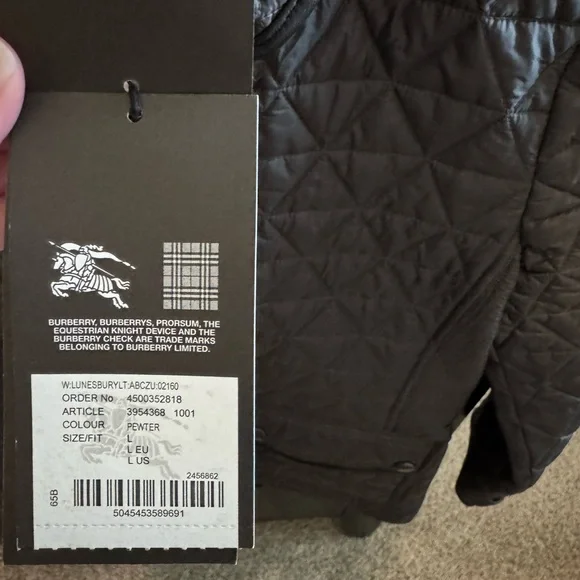 BURBERRY, BURBERRYS, PRORSUM, THE
EQUESTRIAN KNIGHT DEVICE AND THE
BURBERRY CHECK ARE TRADE MARKS
BELONGING TO BURBERRY LIMITED.
W:LUNESBURYLT:ABCZU:02160
ORDER No 4500352818
ARTICLE 3954368 1001
COLOUR PEWTER
SIZE/FIT L
L EU
L US
2456862
65B
5045453589691